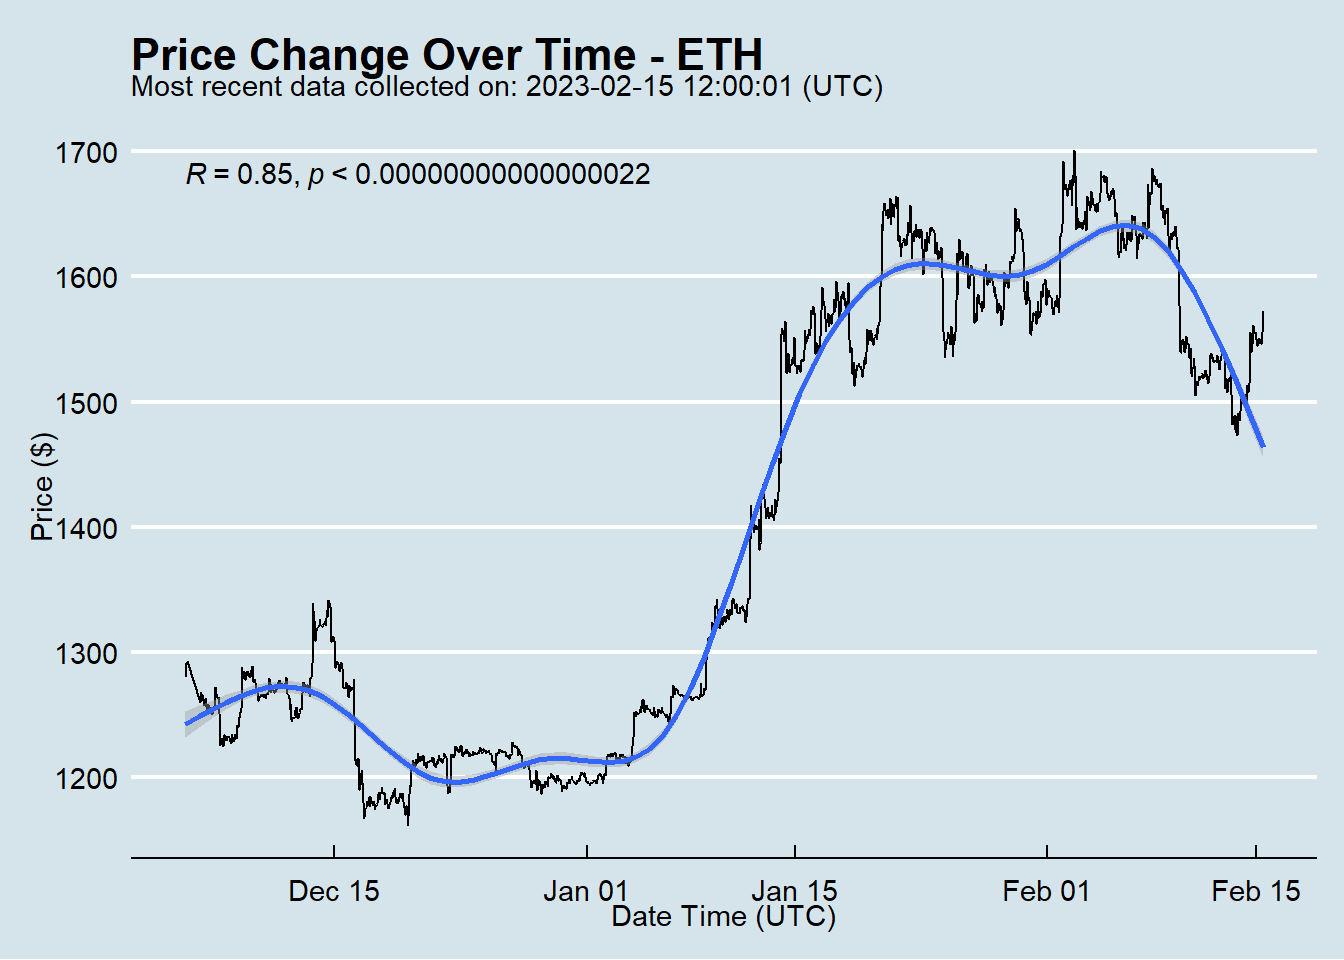 Price Change Over Time - ETH
Most recent data collected on: 2023-02-15 12:00:01 (UTC)
R = 0.85, p < 0.00000000000000022
1700
1600
1500
1400
1300
1200
Price ($)
Dec 15
Jan 01
Jan 15
Feb 01
Feb 15
Date Time (UTC)